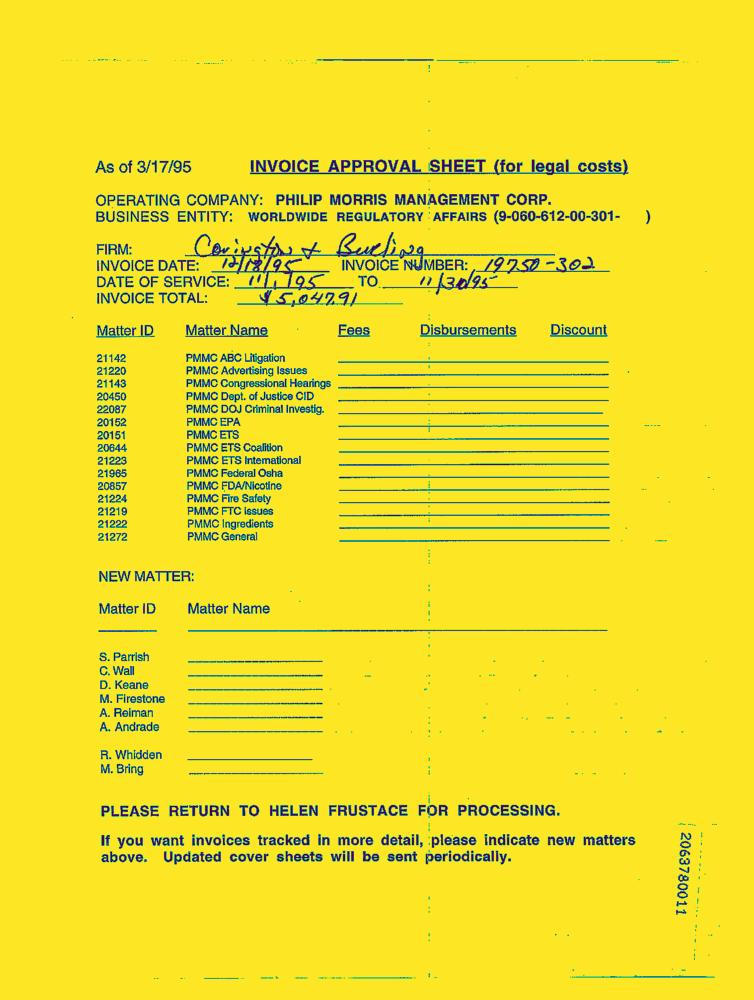 As of 3/17/95 INVOICE APPROVAL SHEET (for legal costs)
OPERATING COMPANY: PHILIP MORRIS MANAGEMENT CORP.
BUSINESS ENTITY: WORLDWIDE REGULATORY AFFAIRS (9-060-612-00-301- )
FIRM: Covington & Burling
INVOICE DATE: 12/18/95 INVOICE NUMBER: 19750-302
DATE OF SERVICE: 11/1/95 TO 11/30/95
INVOICE TOTAL: $5,047.91
Matter ID Matter Name Fees Disbursements Discount
21142 PMMC ABC Litigation
21220 PMMC Advertising Issues
21143 PMMC Congressional Hearings
20450 PMMC Dept. of Justice CID
22087 PMMC DOJ Criminal Investig.
20152 PMMC EPA
20151 PMMC ETS
20644 PMMC ETS Coalition
21223 PMMC ETS International
21965 PMMC Federal Osha
20857 PMMC FDA/Nicotine
21224 PMMC Fire Safety
21219 PMMC FTC issues
21222 PMMC Ingredients
21272 PMMC General
NEW MATTER:
Matter ID Matter Name
S. Parrish
C. Wall
D. Keane
M. Firestone
A. Reiman
A. Andrade
R. Whidden
M. Bring
PLEASE RETURN TO HELEN FRUSTACE FOR PROCESSING.
If you want invoices tracked in more detail, please indicate new matters
above. Updated cover sheets will be sent periodically.
2063780011